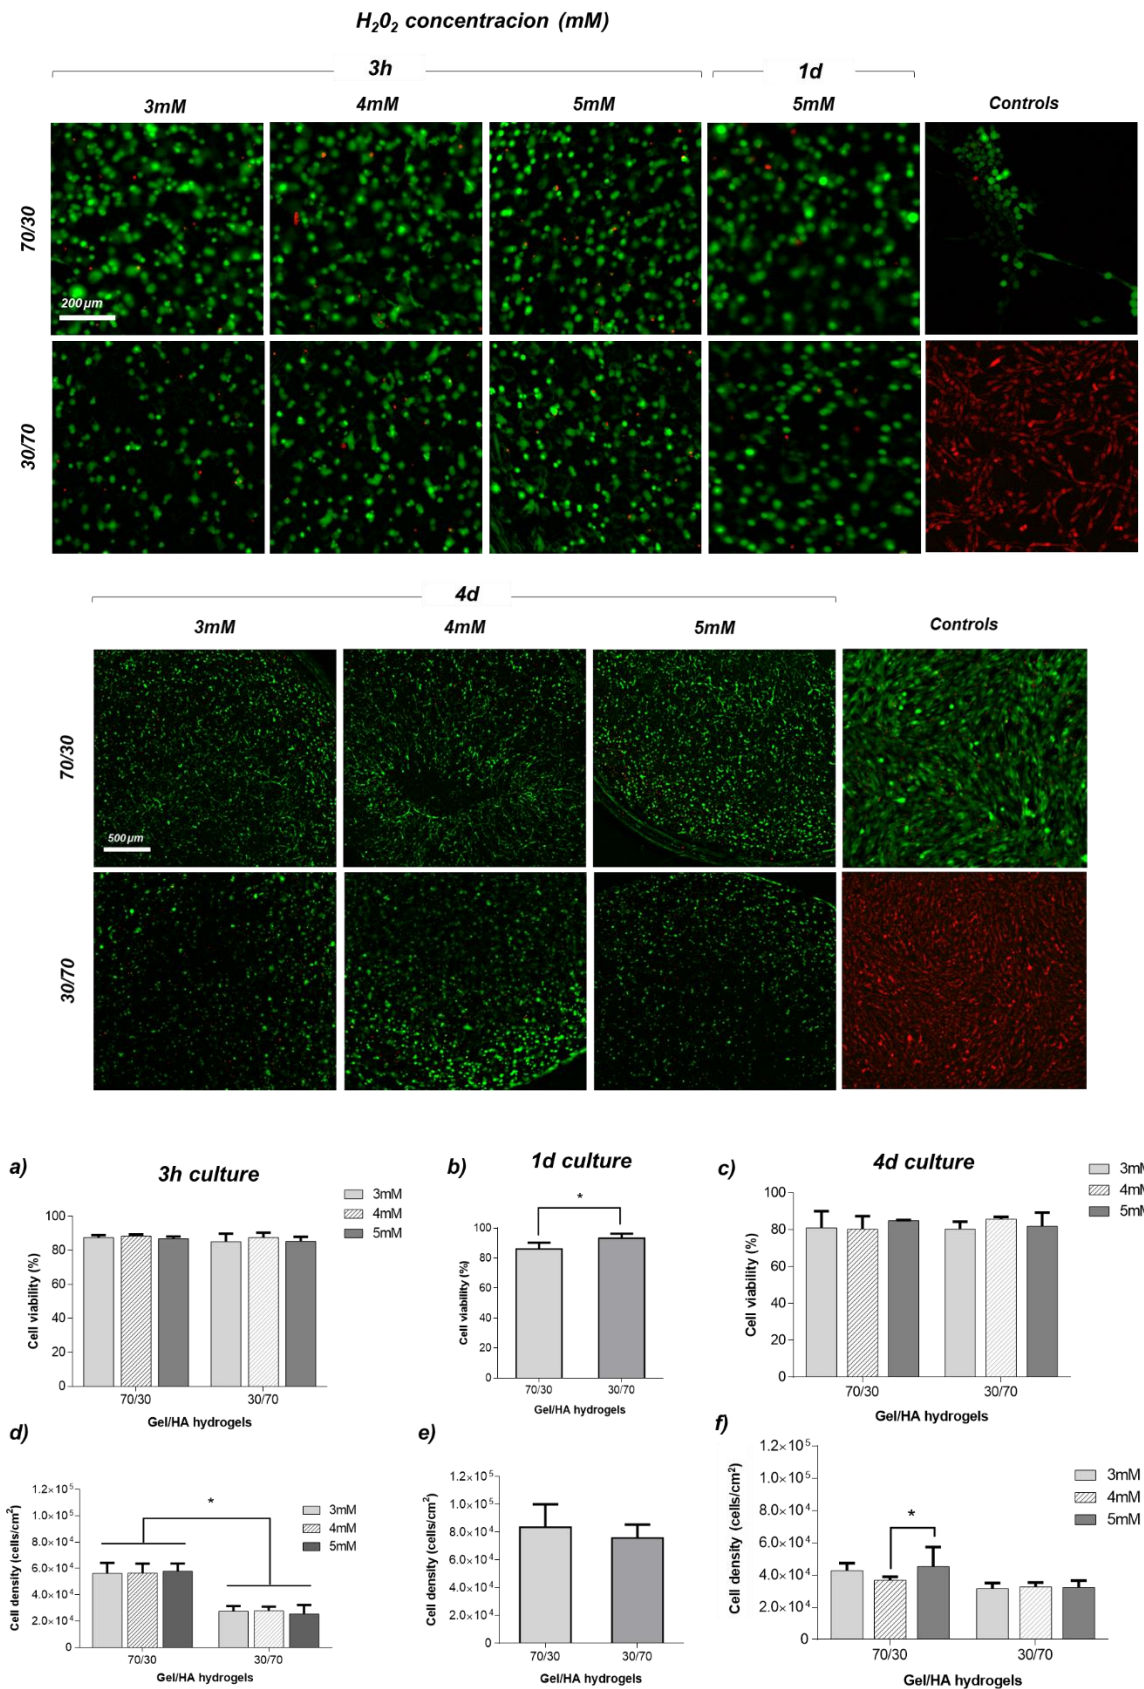 H₂0₂ concentracion (mM)
3h 1d
3mM 4mM 5mM 5mM Controls
70/30
200 µm
30/70
4d
3mM 4mM 5mM Controls
70/30
500 µm
30/70
a) 3h culture
3mM
4mM
5mM
Cell viability (%)
100
80
60
40
20
0
70/30 30/70
Gel/HA hydrogels
b) 1d culture
*
Cell viability (%)
100
80
60
40
20
0
70/30 30/70
Gel/HA hydrogels
c) 4d culture
3m
4m
5m
Cell viability (%)
100
80
60
40
20
0
70/30 30/70
Gel/HA hydrogels
d)
*
3mM
4mM
5mM
Cell density (cells/cm²)
1.2×10⁵
1.0×10⁵
8.0×10⁴
6.0×10⁴
4.0×10⁴
2.0×10⁴
0
70/30 30/70
Gel/HA hydrogels
e)
Cell density (cells/cm²)
1.2×10⁵
1.0×10⁵
8.0×10⁴
6.0×10⁴
4.0×10⁴
2.0×10⁴
0
70/30 30/70
Gel/HA hydrogels
f)
*
3mM
4mM
5mM
Cell density (cells/cm²)
1.2×10⁵
1.0×10⁵
8.0×10⁴
6.0×10⁴
4.0×10⁴
2.0×10⁴
0
70/30 30/70
Gel/HA hydrogels